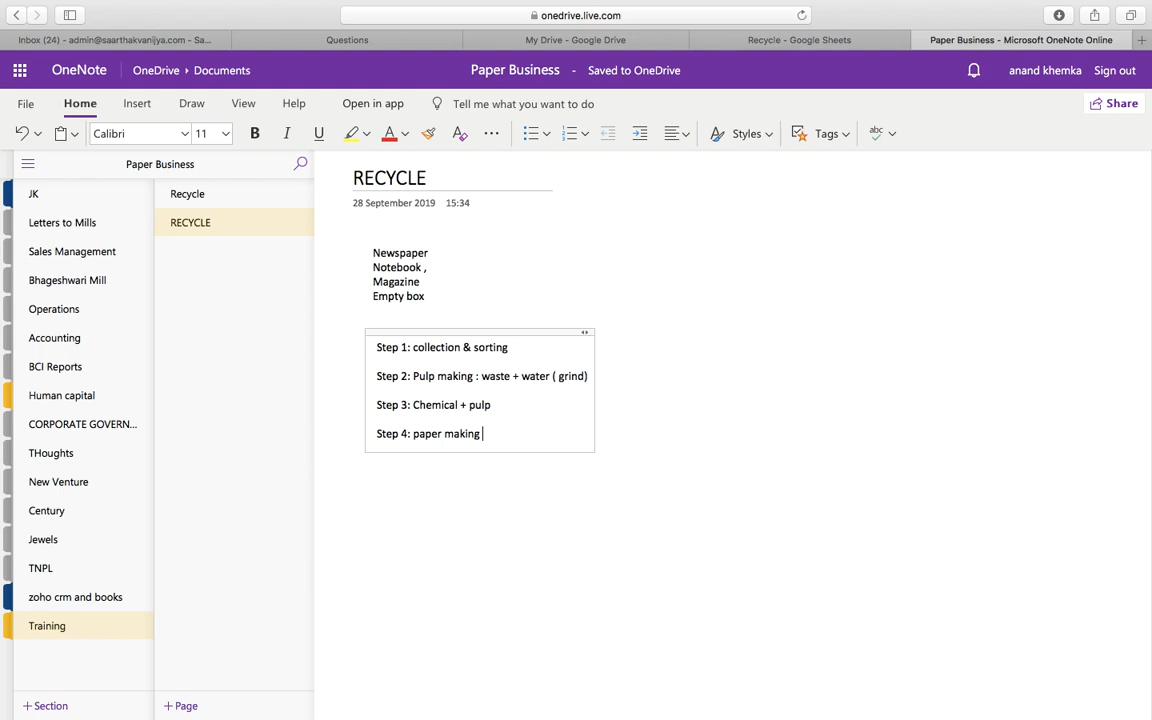 onedrive.live.com
Inbox (24) - admin@saarthakvanijya.com - Sa...
Questions
My Drive - Google Drive
Recycle - Google Sheets
Paper Business - Microsoft OneNote Online
OneNote
OneDrive › Documents
Paper Business - Saved to OneDrive
anand khemka
Sign out
File
Home
Insert
Draw
View
Help
Open in app
Tell me what you want to do
Share
Calibri
11
B
I
U
A
A
Styles
Tags
abc
Paper Business
JK
Letters to Mills
Sales Management
Bhageshwari Mill
Operations
Accounting
BCI Reports
Human capital
CORPORATE GOVERN...
THoughts
New Venture
Century
Jewels
TNPL
zoho crm and books
Training
+ Section
Recycle
RECYCLE
+ Page
RECYCLE
28 September 2019 15:34
Newspaper
Notebook ,
Magazine
Empty box
Step 1: collection & sorting
Step 2: Pulp making : waste + water ( grind)
Step 3: Chemical + pulp
Step 4: paper making